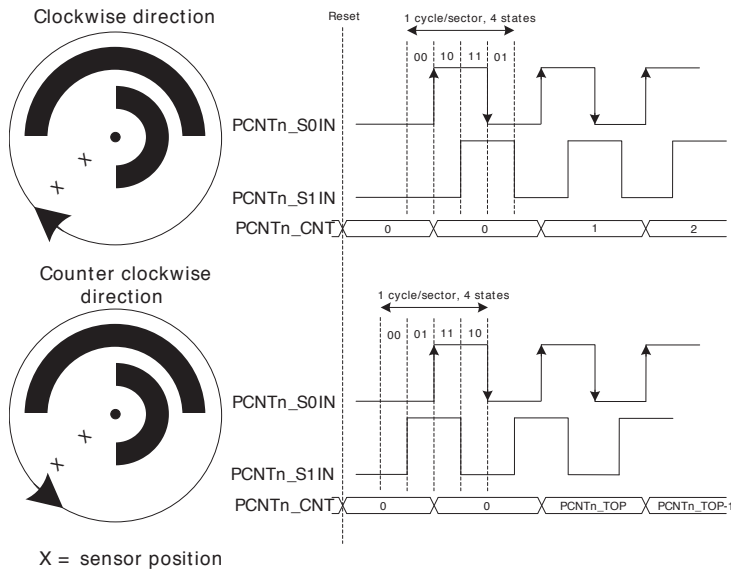 Clockwise direction
Reset
1 cycle/sector, 4 states
00 10 11 01
PCNTn_S0IN
PCNTn_S1IN
PCNTn_CNT 0 0 1 2
X X
Counter clockwise
direction
1 cycle/sector, 4 states
00 01 11 10
PCNTn_S0IN
PCNTn_S1IN
PCNTn_CNT 0 0 PCNTn_TOP PCNTn_TOP-1
X X
X = sensor position